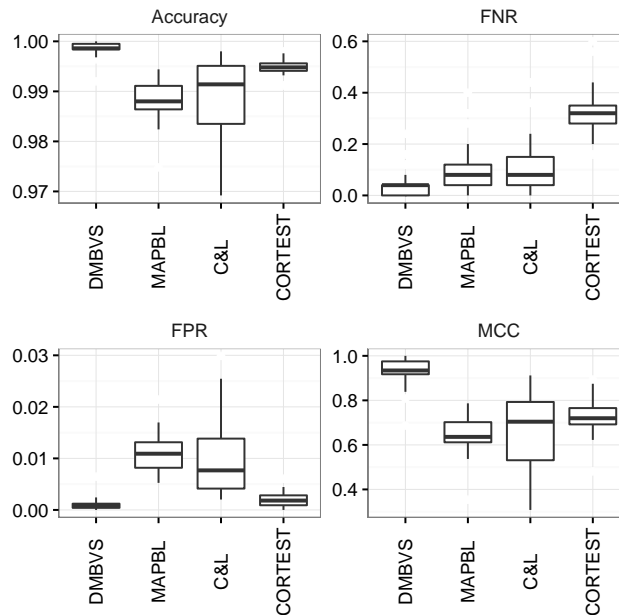 Accuracy
1.00
0.99
0.98
0.97
DMBVS
MAPBL
C&L
CORTEST
FNR
0.6
0.4
0.2
0.0
DMBVS
MAPBL
C&L
CORTEST
FPR
0.03
0.02
0.01
0.00
DMBVS
MAPBL
C&L
CORTEST
MCC
1.0
0.8
0.6
0.4
DMBVS
MAPBL
C&L
CORTEST